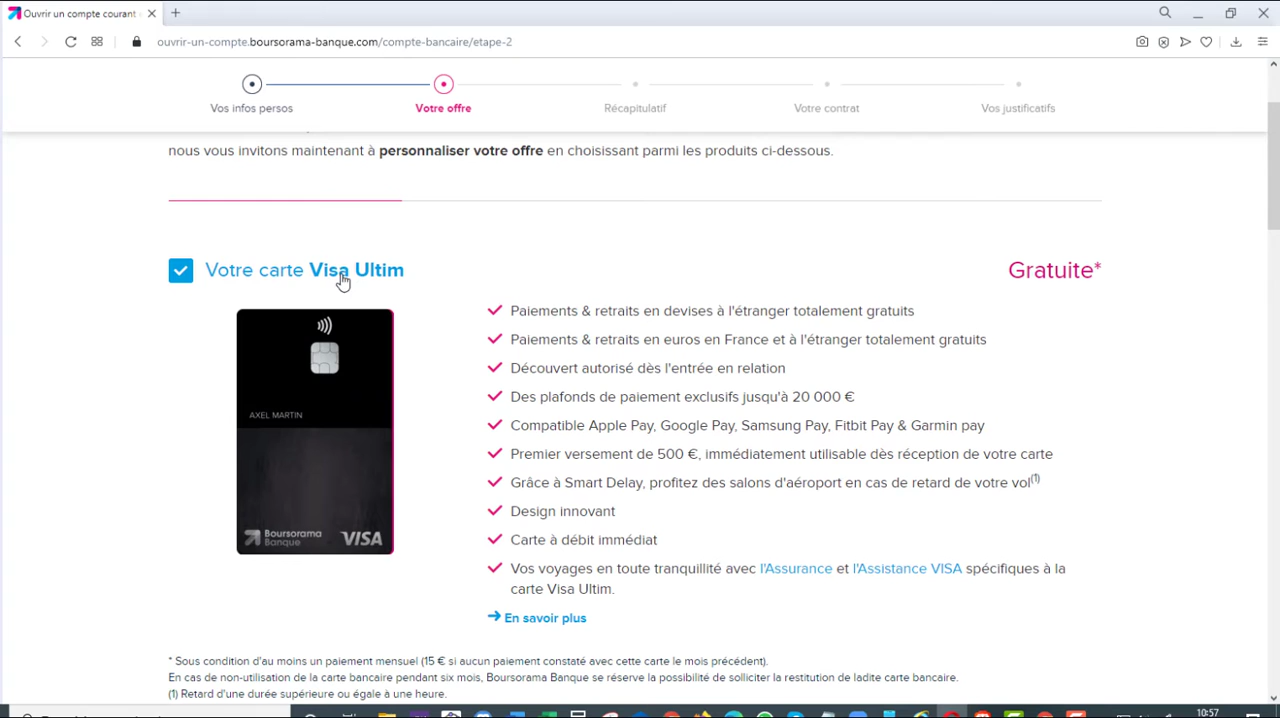 Ouvrir un compte courant
ouvrir-un-compte.boursorama-banque.com/compte-bancaire/etape-2
Vos infos persos
Votre offre
Récapitulatif
Votre contrat
Vos justificatifs
nous vous invitons maintenant à personnaliser votre offre en choisissant parmi les produits ci-dessous.
Votre carte Visa Ultim
Gratuite*
AXEL MARTIN
Boursorama
Banque
VISA
Paiements & retraits en devises à l'étranger totalement gratuits
Paiements & retraits en euros en France et à l'étranger totalement gratuits
Découvert autorisé dès l'entrée en relation
Des plafonds de paiement exclusifs jusqu'à 20 000 €
Compatible Apple Pay, Google Pay, Samsung Pay, Fitbit Pay & Garmin pay
Premier versement de 500 €, immédiatement utilisable dès réception de votre carte
Grâce à Smart Delay, profitez des salons d'aéroport en cas de retard de votre vol(1)
Design innovant
Carte à débit immédiat
Vos voyages en toute tranquillité avec l'Assurance et l'Assistance VISA spécifiques à la
carte Visa Ultim.
En savoir plus
* Sous condition d'au moins un paiement mensuel (15 € si aucun paiement constaté avec cette carte le mois précédent).
En cas de non-utilisation de la carte bancaire pendant six mois, Boursorama Banque se réserve la possibilité de solliciter la restitution de ladite carte bancaire.
(1) Retard d'une durée supérieure ou égale à une heure.
10:57